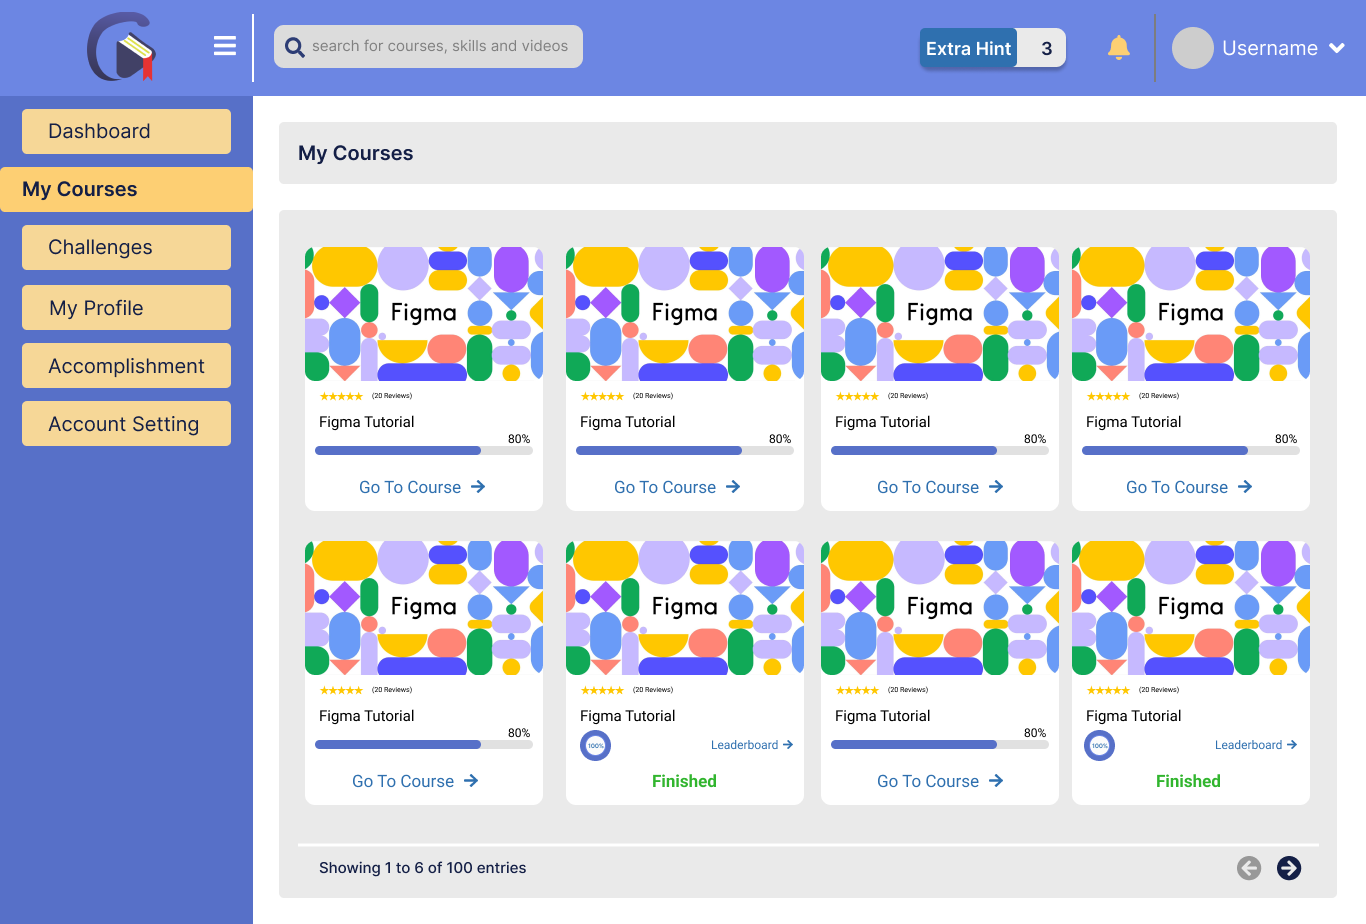 search for courses, skills and videos
Extra Hint 3
Username
Dashboard
My Courses
Challenges
My Profile
Accomplishment
Account Setting
My Courses
Figma
(20 Reviews)
Figma Tutorial
80%
Go To Course
Figma
(20 Reviews)
Figma Tutorial
80%
Go To Course
Figma
(20 Reviews)
Figma Tutorial
80%
Go To Course
Figma
(20 Reviews)
Figma Tutorial
80%
Go To Course
Figma
(20 Reviews)
Figma Tutorial
80%
Go To Course
Figma
(20 Reviews)
Figma Tutorial
100% Leaderboard
Finished
Figma
(20 Reviews)
Figma Tutorial
80%
Go To Course
Figma
(20 Reviews)
Figma Tutorial
100% Leaderboard
Finished
Showing 1 to 6 of 100 entries